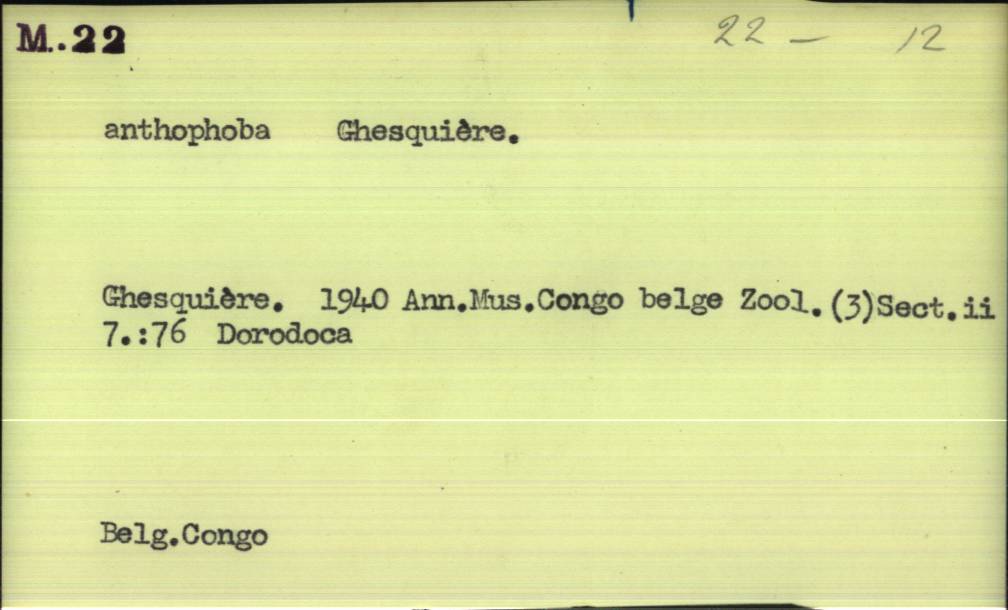 M.22
22 - 12
anthophoba Ghesquière.
Ghesquière. 1940 Ann.Mus.Congo belge Zool.(3)Sect.ii
7.:76 Dorodoca
Belg.Congo